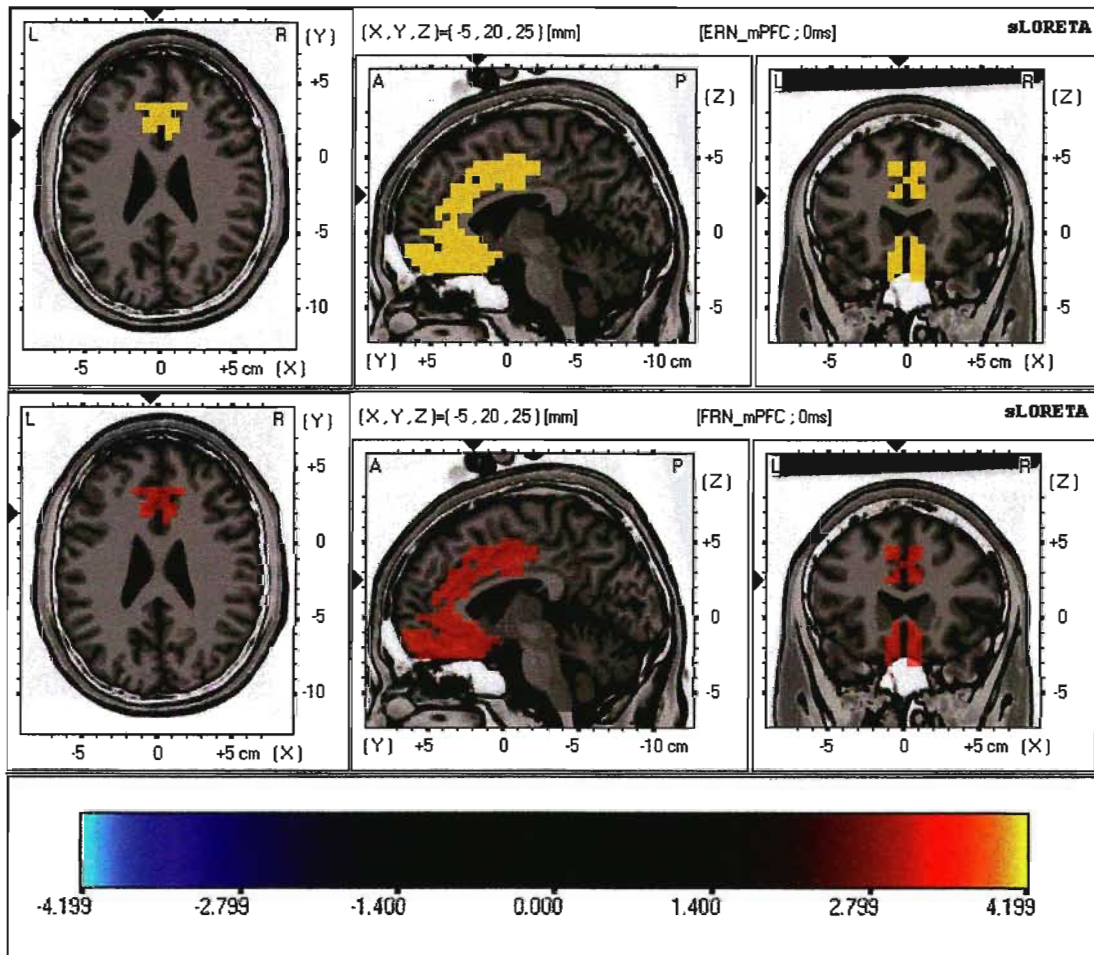 L R (Y) (X,Y,Z)=(-5,20,25) [mm] [ERN_mPFC; 0ms] sLORETA
A P (Z) L R (Z)
+5 +5 +5
0 0 0
-5 -5 -5
-10
-5 0 +5 cm (X) (Y) +5 0 -5 -10 cm -5 0 +5 cm (X)
L R (Y) (X,Y,Z)=(-5,20,25) [mm] [FRN_mPFC; 0ms] sLORETA
A P (Z) L R (Z)
+5 +5 +5
0 0 0
-5 -5 -5
-10
-5 0 +5 cm (X) (Y) +5 0 -5 -10 cm -5 0 +5 cm (X)
-4.199 -2.799 -1.400 0.000 1.400 2.799 4.199